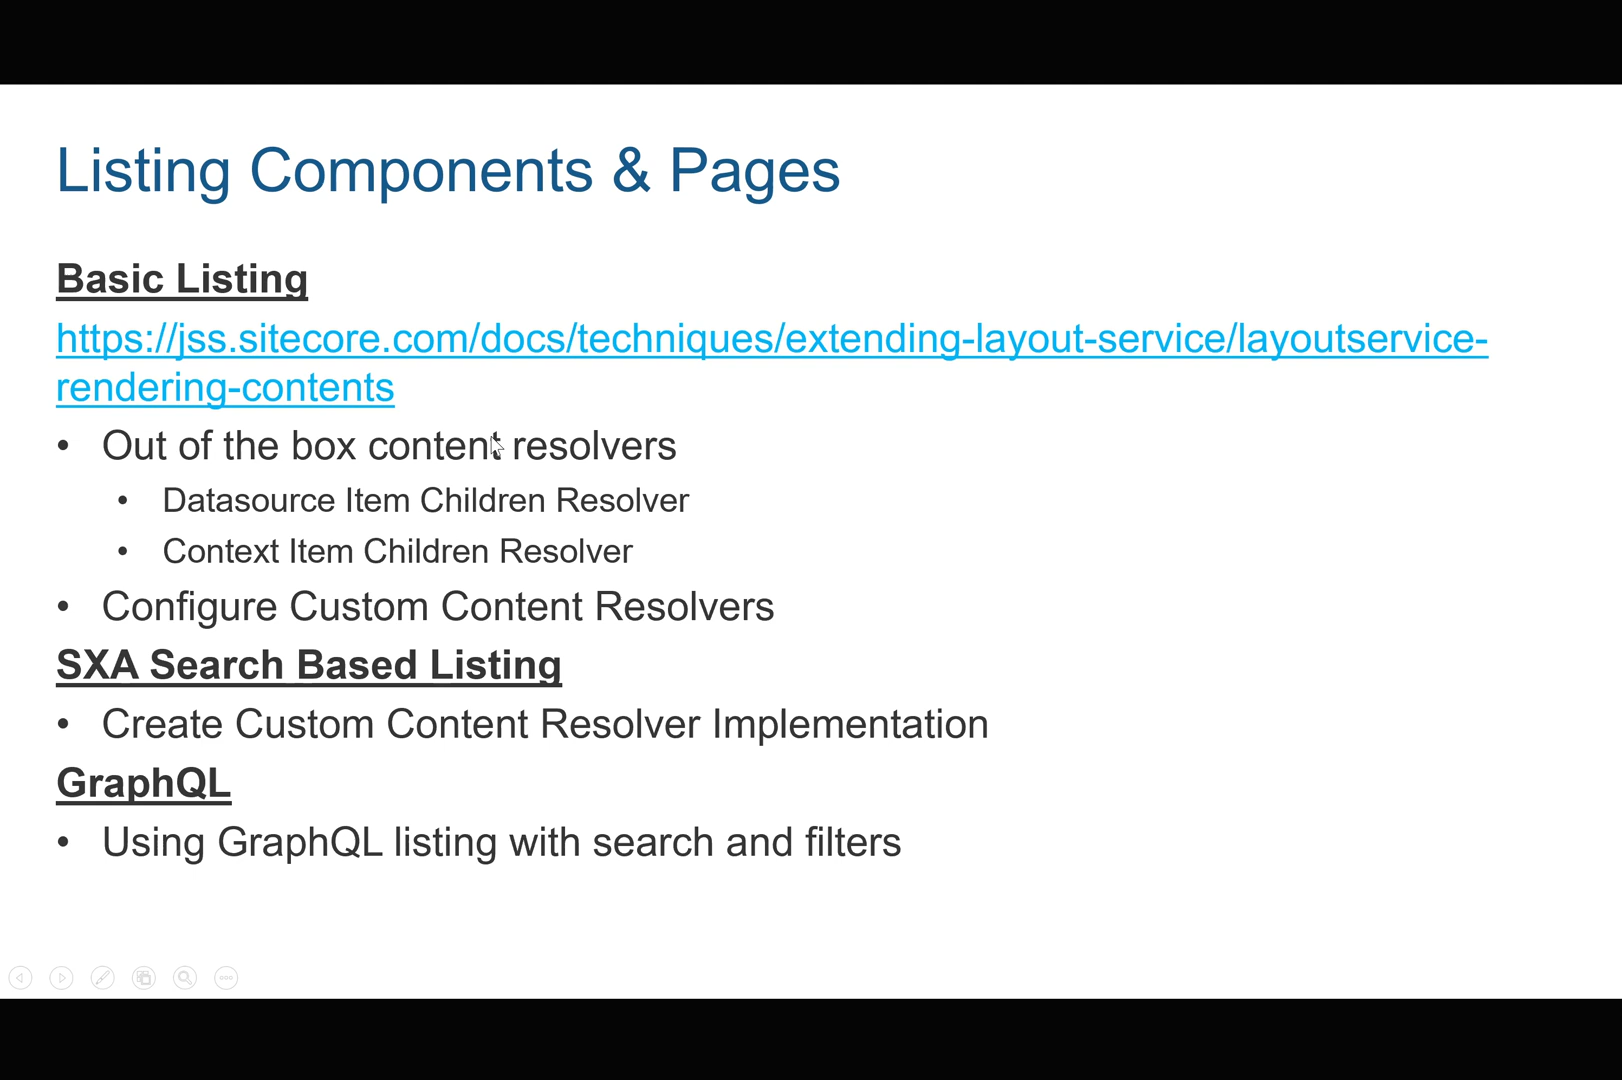 Listing Components & Pages
Basic Listing
https://jss.sitecore.com/docs/techniques/extending-layout-service/layoutservice-
rendering-contents
• Out of the box content resolvers
• Datasource Item Children Resolver
• Context Item Children Resolver
• Configure Custom Content Resolvers
SXA Search Based Listing
• Create Custom Content Resolver Implementation
GraphQL
• Using GraphQL listing with search and filters